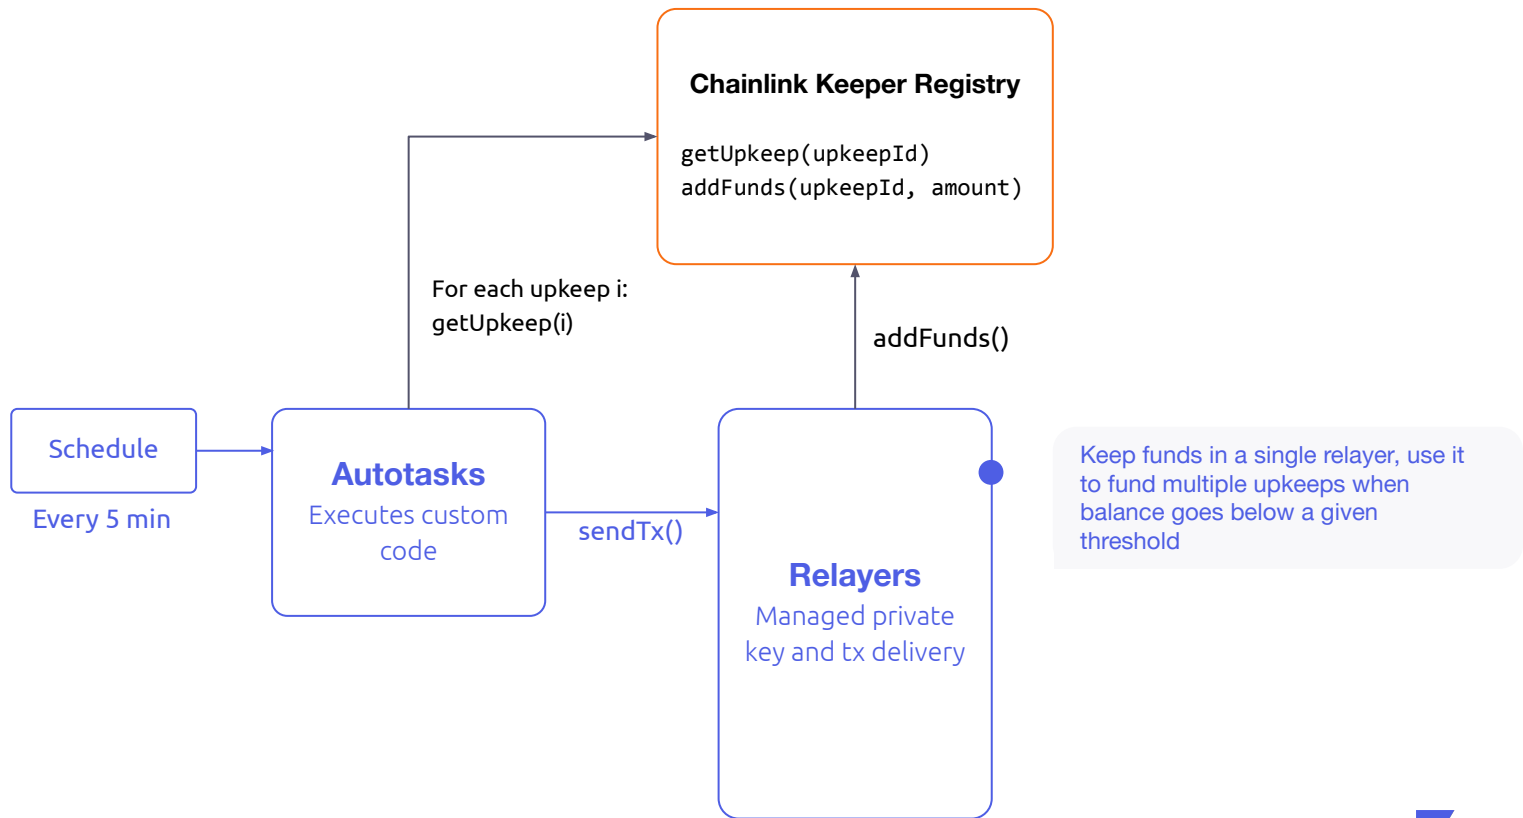 Chainlink Keeper Registry
getUpkeep(upkeepId)
addFunds(upkeepId, amount)
For each upkeep i:
getUpkeep(i)
addFunds()
Schedule
Every 5 min
Autotasks
Executes custom
code
sendTx()
Relayers
Managed private
key and tx delivery
Keep funds in a single relayer, use it
to fund multiple upkeeps when
balance goes below a given
threshold